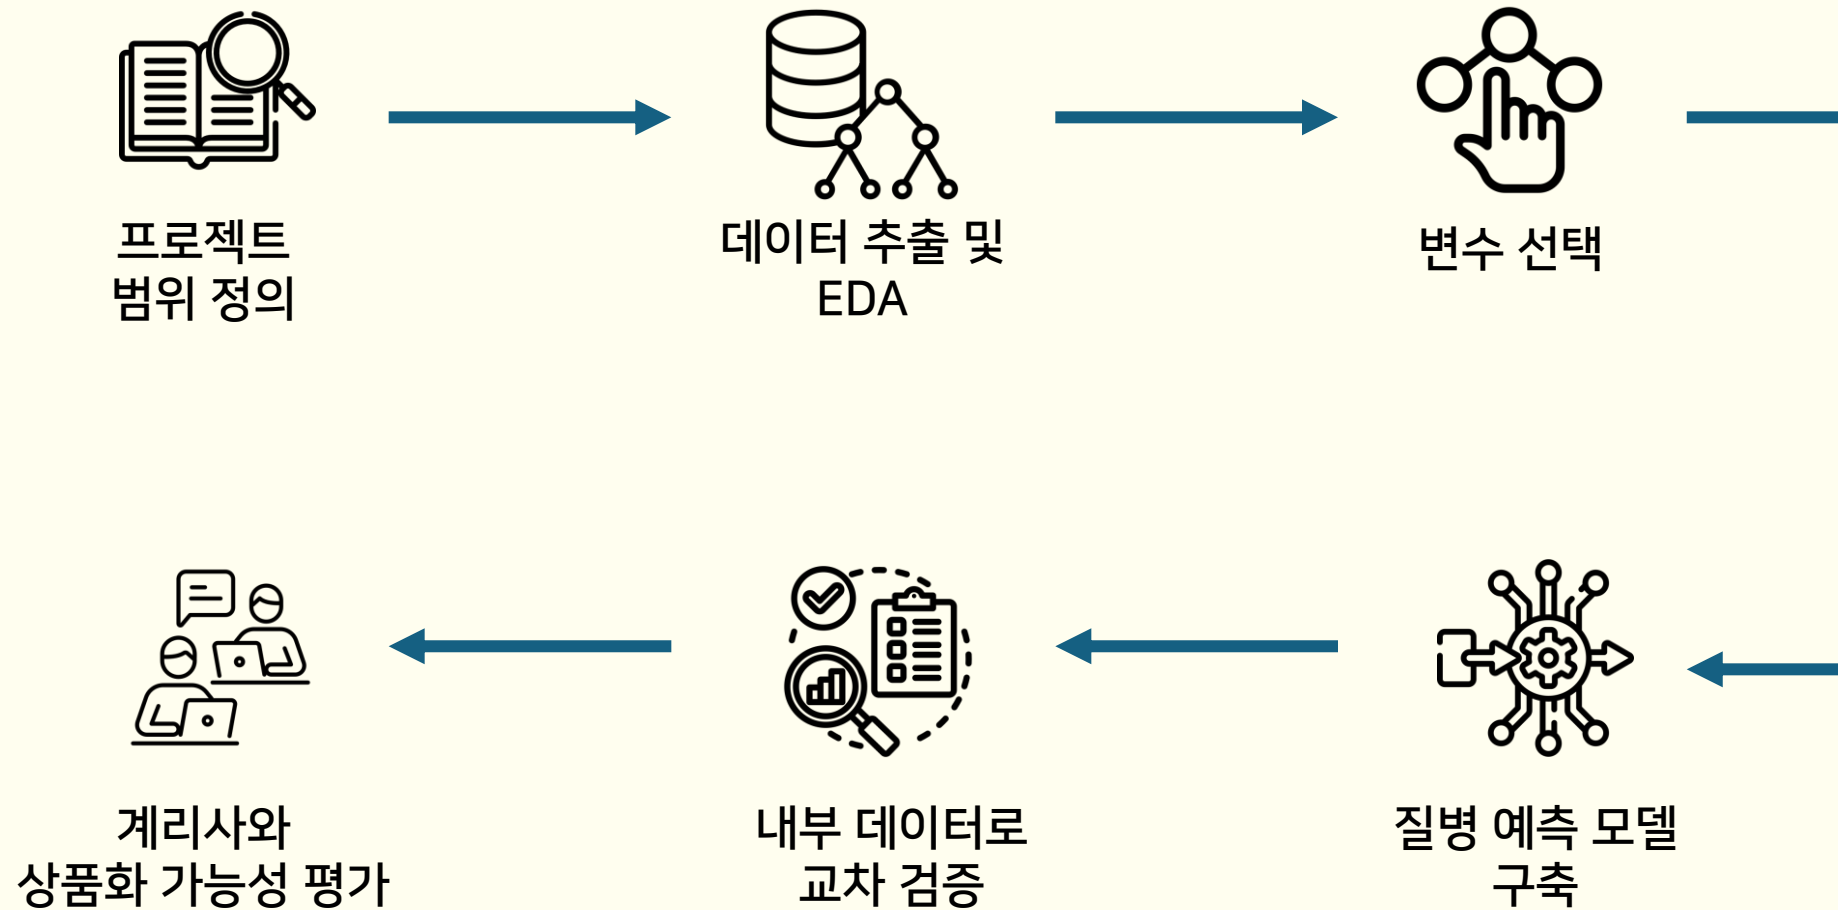 프로젝트
범위 정의
데이터 추출 및
EDA
변수 선택
질병 예측 모델
구축
내부 데이터로
교차 검증
계리사와
상품화 가능성 평가